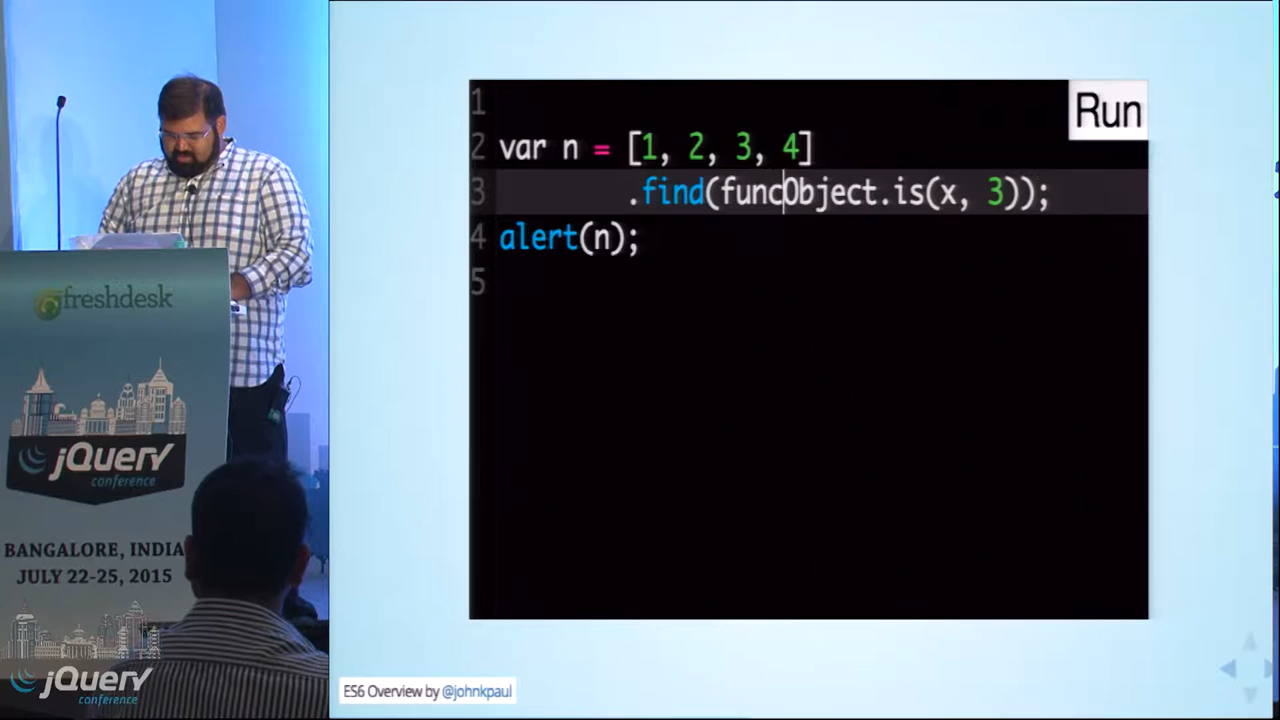 freshdesk
jQuery
conference
BANGALORE, INDIA
JULY 22-25, 2015
jQuery
conference
Run
1
2 var n = [1, 2, 3, 4]
3 .find(funcObject.is(x, 3));
4 alert(n);
5
ES6 Overview by @johnkpaul